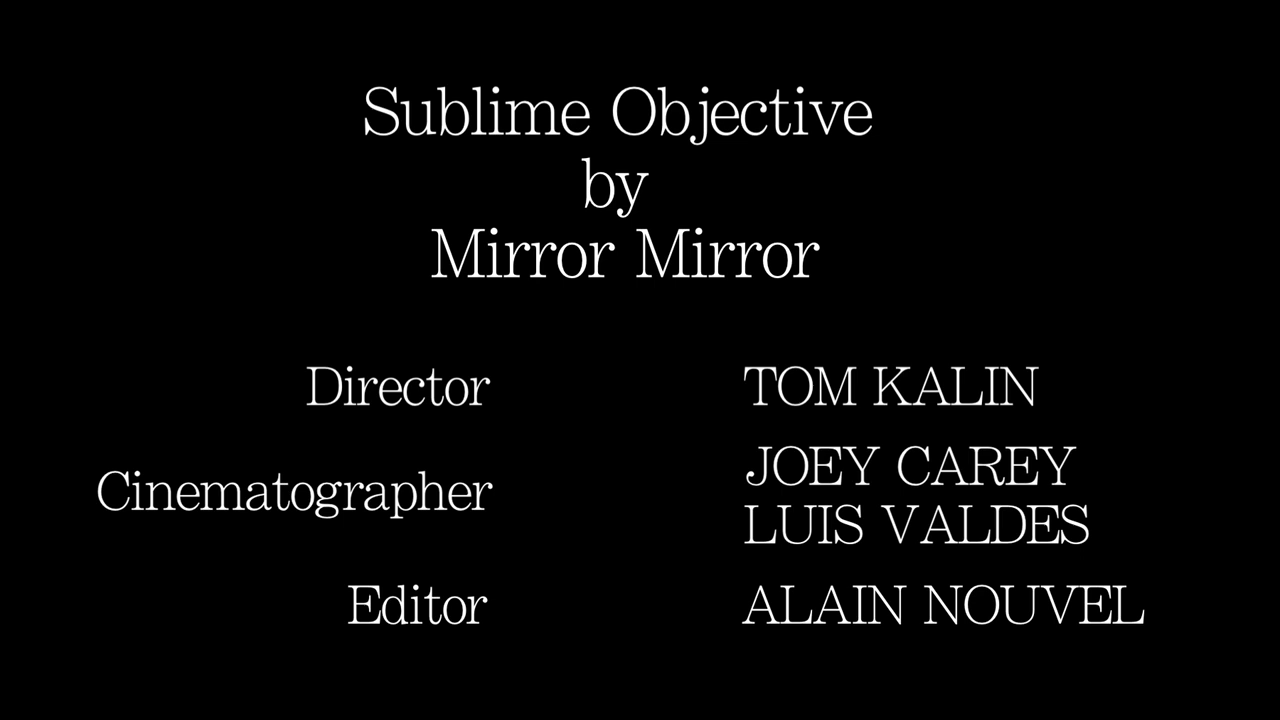 Sublime Objective
by
Mirror Mirror
Director TOM KALIN
Cinematographer JOEY CAREY
LUIS VALDES
Editor ALAIN NOUVEL